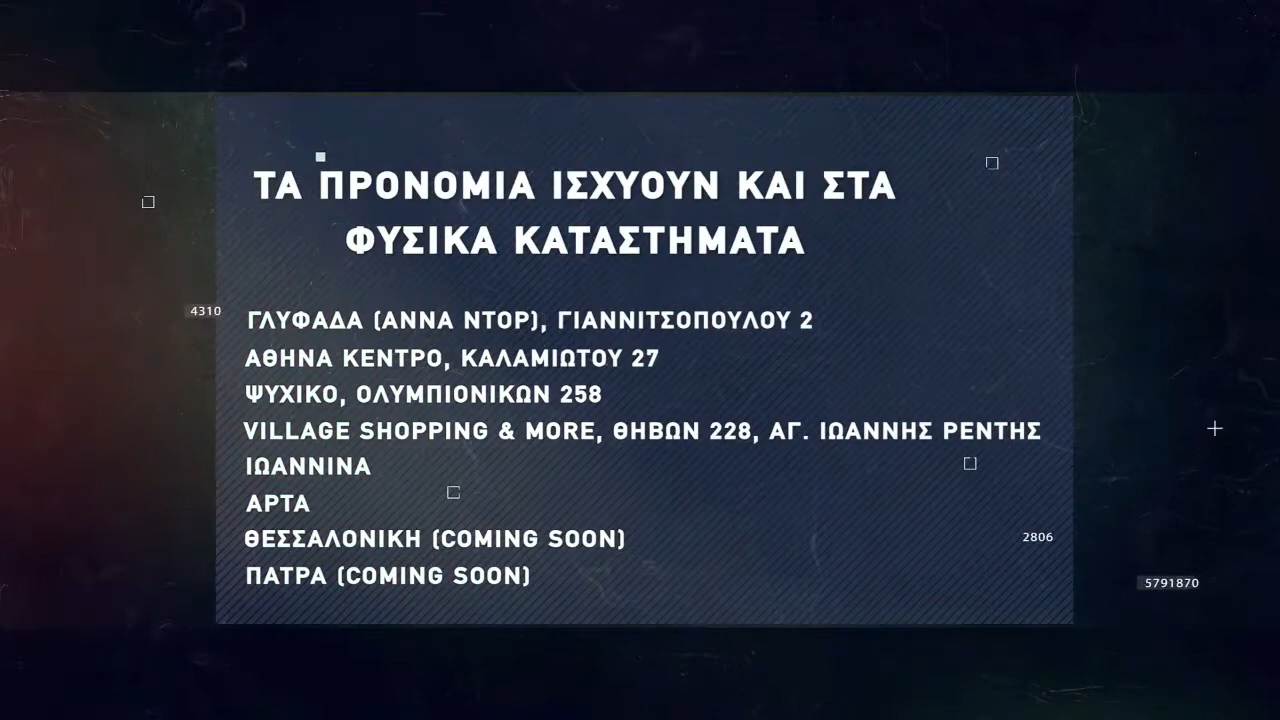 ΤΑ ΠΡΟΝΟΜΙΑ ΙΣΧΥΟΥΝ ΚΑΙ ΣΤΑ
ΦΥΣΙΚΑ ΚΑΤΑΣΤΗΜΑΤΑ
4310
ΓΛΥΦΑΔΑ (ΑΝΝΑ ΝΤΟΡ), ΓΙΑΝΝΙΤΣΟΠΟΥΛΟΥ 2
ΑΘΗΝΑ ΚΕΝΤΡΟ, ΚΑΛΑΜΙΩΤΟΥ 27
ΨΥΧΙΚΟ, ΟΛΥΜΠΙΟΝΙΚΩΝ 258
VILLAGE SHOPPING & MORE, ΘΗΒΩΝ 228, ΑΓ. ΙΩΑΝΝΗΣ ΡΕΝΤΗΣ
ΙΩΑΝΝΙΝΑ
ΑΡΤΑ
ΘΕΣΣΑΛΟΝΙΚΗ (COMING SOON)
2806
ΠΑΤΡΑ (COMING SOON)
5791870